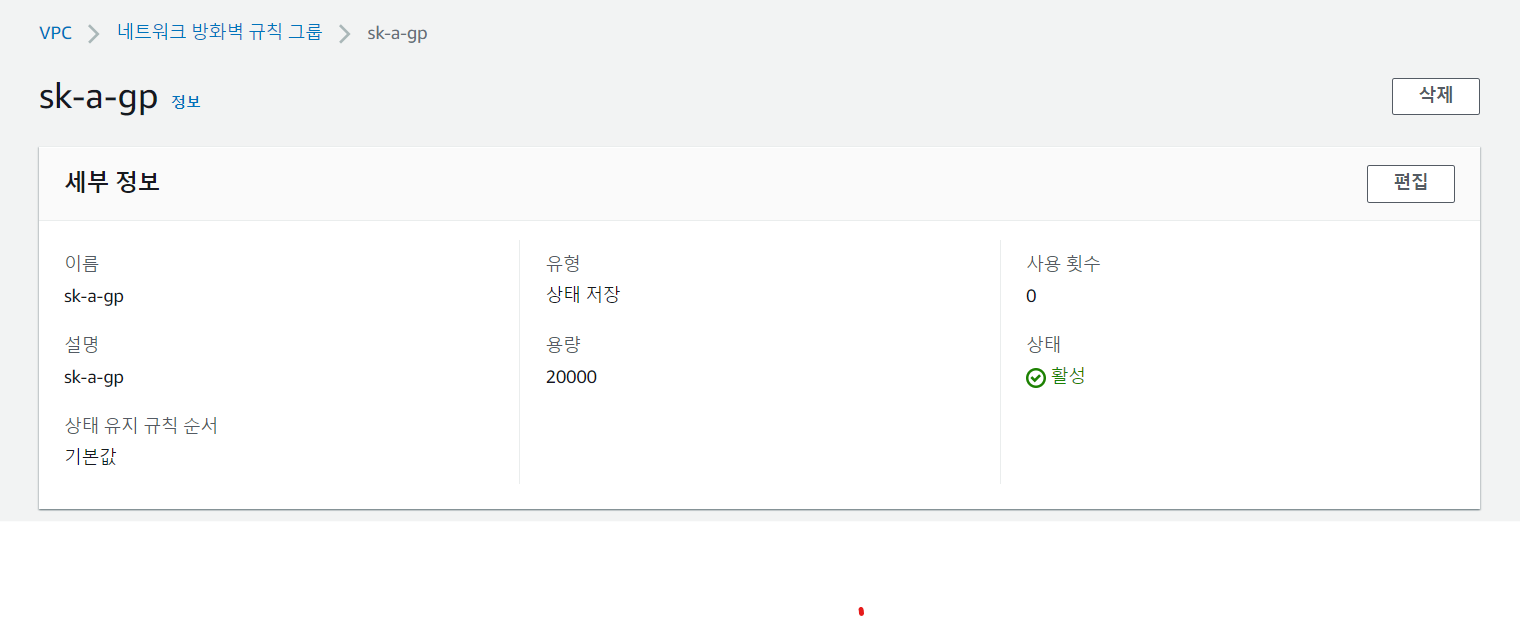 VPC > 네트워크 방화벽 규칙 그룹 > sk-a-gp
sk-a-gp 정보
삭제
세부 정보
편집
이름
sk-a-gp
설명
sk-a-gp
상태 유지 규칙 순서
기본값
유형
상태 저장
용량
20000
사용 횟수
0
상태
활성